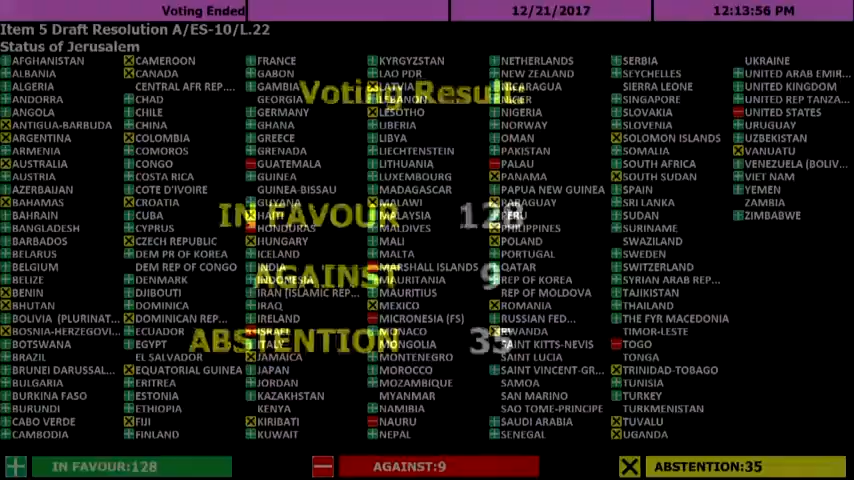 Voting Ended
12/21/2017
12:13:56 PM
Item 5 Draft Resolution A/ES-10/L.22
Status of Jerusalem
AFGHANISTAN
ALBANIA
ALGERIA
ANDORRA
ANGOLA
ANTIGUA-BARBUDA
ARGENTINA
ARMENIA
AUSTRALIA
AUSTRIA
AZERBAIJAN
BAHAMAS
BAHRAIN
BANGLADESH
BARBADOS
BELARUS
BELGIUM
BELIZE
BENIN
BHUTAN
BOLIVIA (PLURINAT...
BOSNIA-HERZEGOVI...
BOTSWANA
BRAZIL
BRUNEI DARUSSAL...
BULGARIA
BURKINA FASO
BURUNDI
CABO VERDE
CAMBODIA
CAMEROON
CANADA
CENTRAL AFR REP...
CHAD
CHILE
CHINA
COLOMBIA
COMOROS
CONGO
COSTA RICA
COTE D'IVOIRE
CROATIA
CUBA
CYPRUS
CZECH REPUBLIC
DEM PR OF KOREA
DEM REP OF CONGO
DENMARK
DJIBOUTI
DOMINICA
DOMINICAN REP...
ECUADOR
EGYPT
EL SALVADOR
EQUATORIAL GUINEA
ERITREA
ESTONIA
ETHIOPIA
FIJI
FINLAND
FRANCE
GABON
GAMBIA
GEORGIA
GERMANY
GHANA
GREECE
GRENADA
GUATEMALA
GUINEA
GUINEA-BISSAU
GUYANA
HAITI
HONDURAS
HUNGARY
ICELAND
INDIA
INDONESIA
IRAN (ISLAMIC REP...
IRAQ
IRELAND
ISRAEL
ITALY
JAMAICA
JAPAN
JORDAN
KAZAKHSTAN
KENYA
KIRIBATI
KUWAIT
KYRGYZSTAN
LAO PDR
LATVIA
LEBANON
LESOTHO
LIBERIA
LIBYA
LIECHTENSTEIN
LITHUANIA
LUXEMBOURG
MADAGASCAR
MALAWI
MALAYSIA
MALDIVES
MALI
MALTA
MARSHALL ISLANDS
MAURITANIA
MAURITIUS
MEXICO
MICRONESIA (FS)
MONACO
MONGOLIA
MONTENEGRO
MOROCCO
MOZAMBIQUE
MYANMAR
NAMIBIA
NAURU
NEPAL
NETHERLANDS
NEW ZEALAND
NICARAGUA
NIGER
NIGERIA
NORWAY
OMAN
PAKISTAN
PALAU
PANAMA
PAPUA NEW GUINEA
PARAGUAY
PERU
PHILIPPINES
POLAND
PORTUGAL
QATAR
REP OF KOREA
REP OF MOLDOVA
ROMANIA
RUSSIAN FED...
RWANDA
SAINT KITTS-NEVIS
SAINT LUCIA
SAINT VINCENT-GR...
SAMOA
SAN MARINO
SAO TOME-PRINCIPE
SAUDI ARABIA
SENEGAL
SERBIA
SEYCHELLES
SIERRA LEONE
SINGAPORE
SLOVAKIA
SLOVENIA
SOLOMON ISLANDS
SOMALIA
SOUTH AFRICA
SOUTH SUDAN
SPAIN
SRI LANKA
SUDAN
SURINAME
SWAZILAND
SWEDEN
SWITZERLAND
SYRIAN ARAB REP...
TAJIKISTAN
THAILAND
THE FYR MACEDONIA
TIMOR-LESTE
TOGO
TONGA
TRINIDAD-TOBAGO
TUNISIA
TURKEY
TURKMENISTAN
TUVALU
UGANDA
UKRAINE
UNITED ARAB EMIR...
UNITED KINGDOM
UNITED REP TANZA...
UNITED STATES
URUGUAY
UZBEKISTAN
VANUATU
VENEZUELA (BOLIV...
VIET NAM
YEMEN
ZAMBIA
ZIMBABWE
Voting Result:
IN FAVOUR 128
AGAINST 9
ABSTENTION 35
IN FAVOUR:128
AGAINST:9
ABSTENTION:35